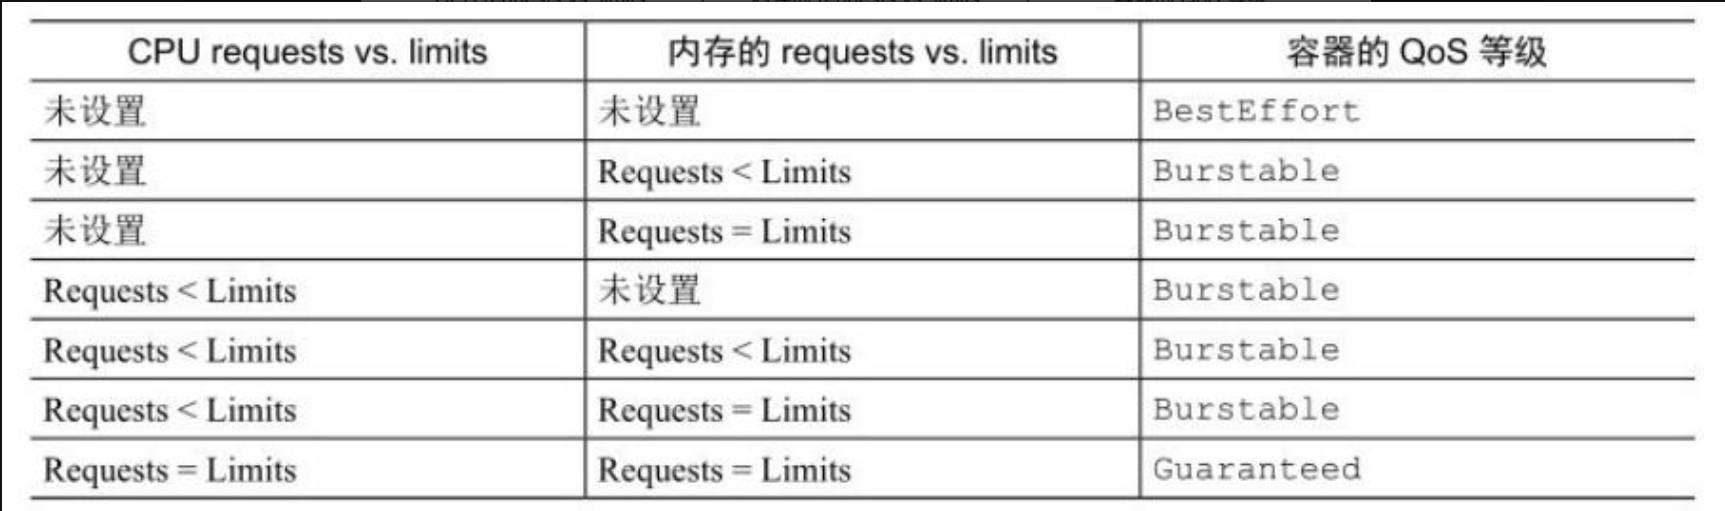 CPU requests vs. limits 内存的 requests vs. limits 容器的 QoS 等级
未设置 未设置 BestEffort
未设置 Requests < Limits Burstable
未设置 Requests = Limits Burstable
Requests < Limits 未设置 Burstable
Requests < Limits Requests < Limits Burstable
Requests < Limits Requests = Limits Burstable
Requests = Limits Requests = Limits Guaranteed